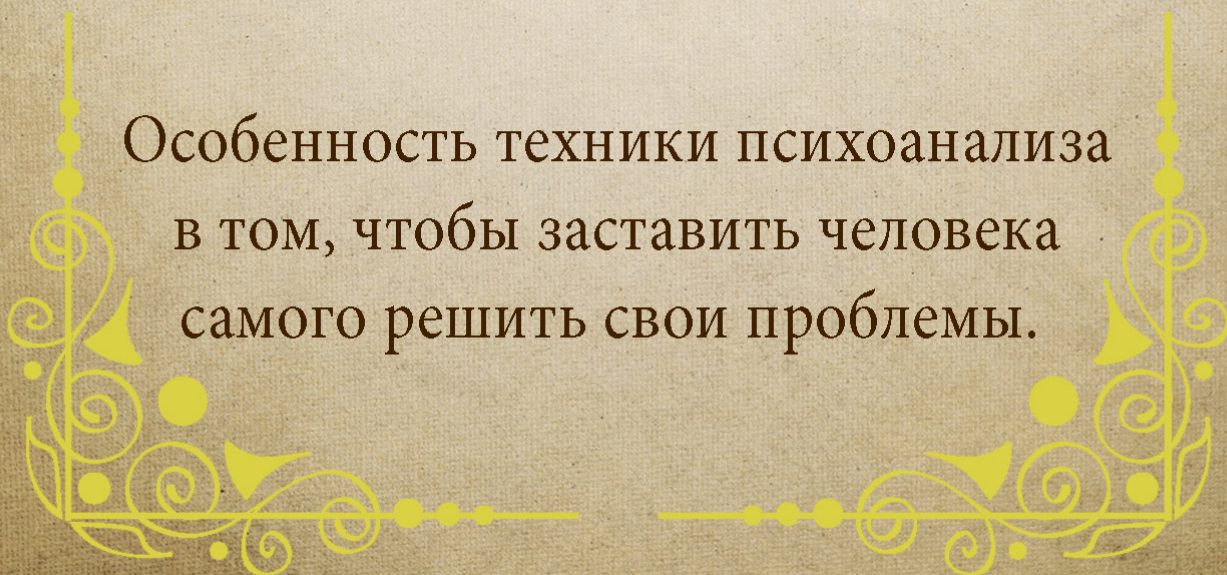 Особенность техники психоанализа
в том, чтобы заставить человека
самого решить свои проблемы.